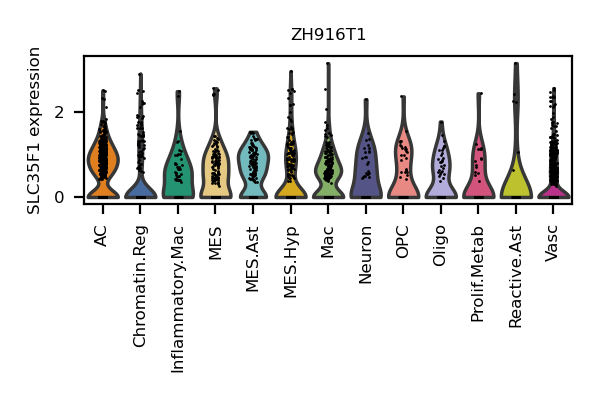 ZH916T1
SLC35F1 expression
2
0
AC
Chromatin.Reg
Inflammatory.Mac
MES
MES.Ast
MES.Hyp
Mac
Neuron
OPC
Oligo
Prolif.Metab
Reactive.Ast
Vasc